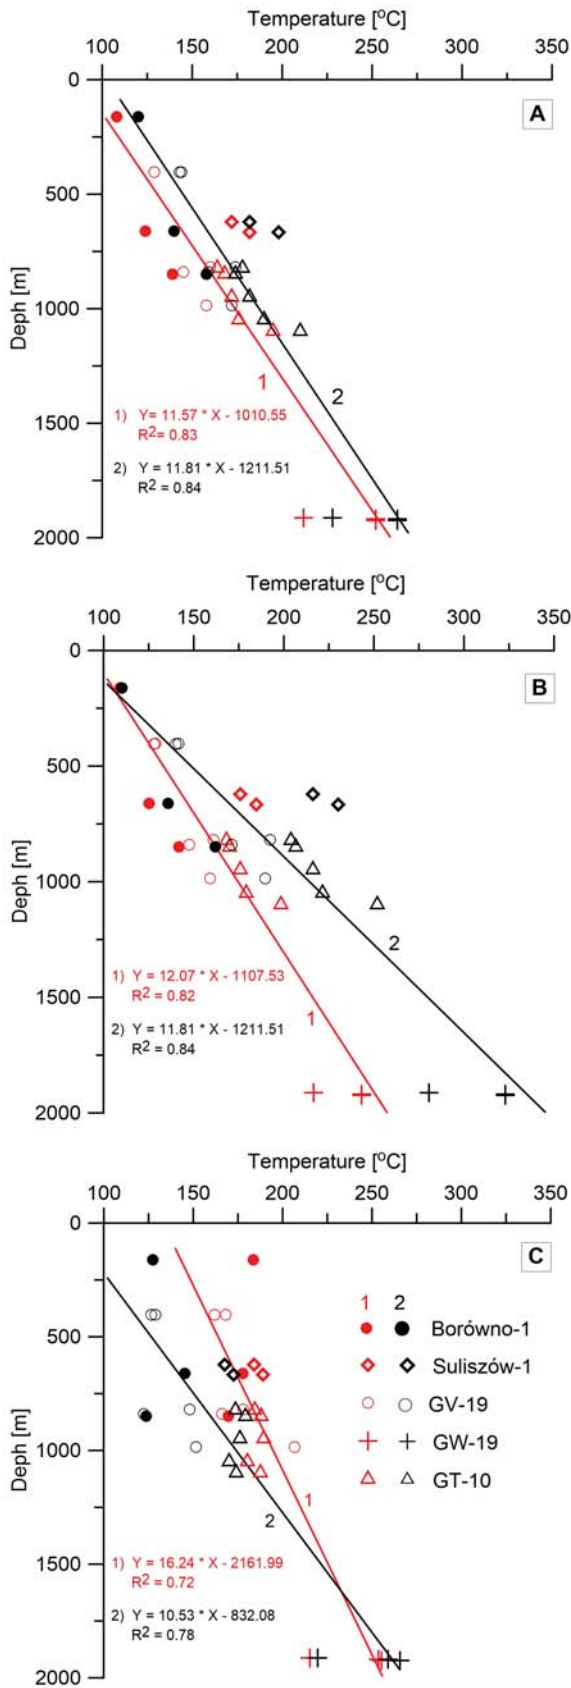 Temperature [°C]
100 150 200 250 300 350
0
A
500
Deph [m]
1000
1 2
1) Y= 11.57 * X - 1010.55
R2= 0.83
1500
2) Y = 11.81 * X - 1211.51
R2 = 0.84
2000
Temperature [°C]
100 150 200 250 300 350
0
B
500
Deph [m]
1000
2
1) Y = 12.07 * X - 1107.53
R2 = 0.82
1500
1
2) Y = 11.81 * X - 1211.51
R2 = 0.84
2000
Temperature [°C]
100 150 200 250 300 350
0
C
1 2
Borówno-1
500
Suliszów-1
GV-19
Deph [m]
1000
GW-19
GT-10
1
2
1500
1) Y = 16.24 * X - 2161.99
R2 = 0.72
2) Y = 10.53 * X - 832.08
R2 = 0.78
2000